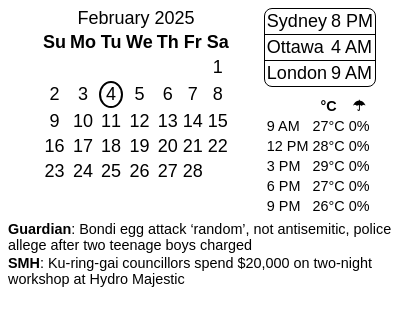 February 2025
Su Mo Tu We Th Fr Sa
1
2 3 4 5 6 7 8
9 10 11 12 13 14 15
16 17 18 19 20 21 22
23 24 25 26 27 28
Sydney 8 PM
Ottawa 4 AM
London 9 AM
°C ☂
9 AM 27°C 0%
12 PM 28°C 0%
3 PM 29°C 0%
6 PM 27°C 0%
9 PM 26°C 0%
Guardian: Bondi egg attack ‘random’, not antisemitic, police
allege after two teenage boys charged
SMH: Ku-ring-gai councillors spend $20,000 on two-night
workshop at Hydro Majestic